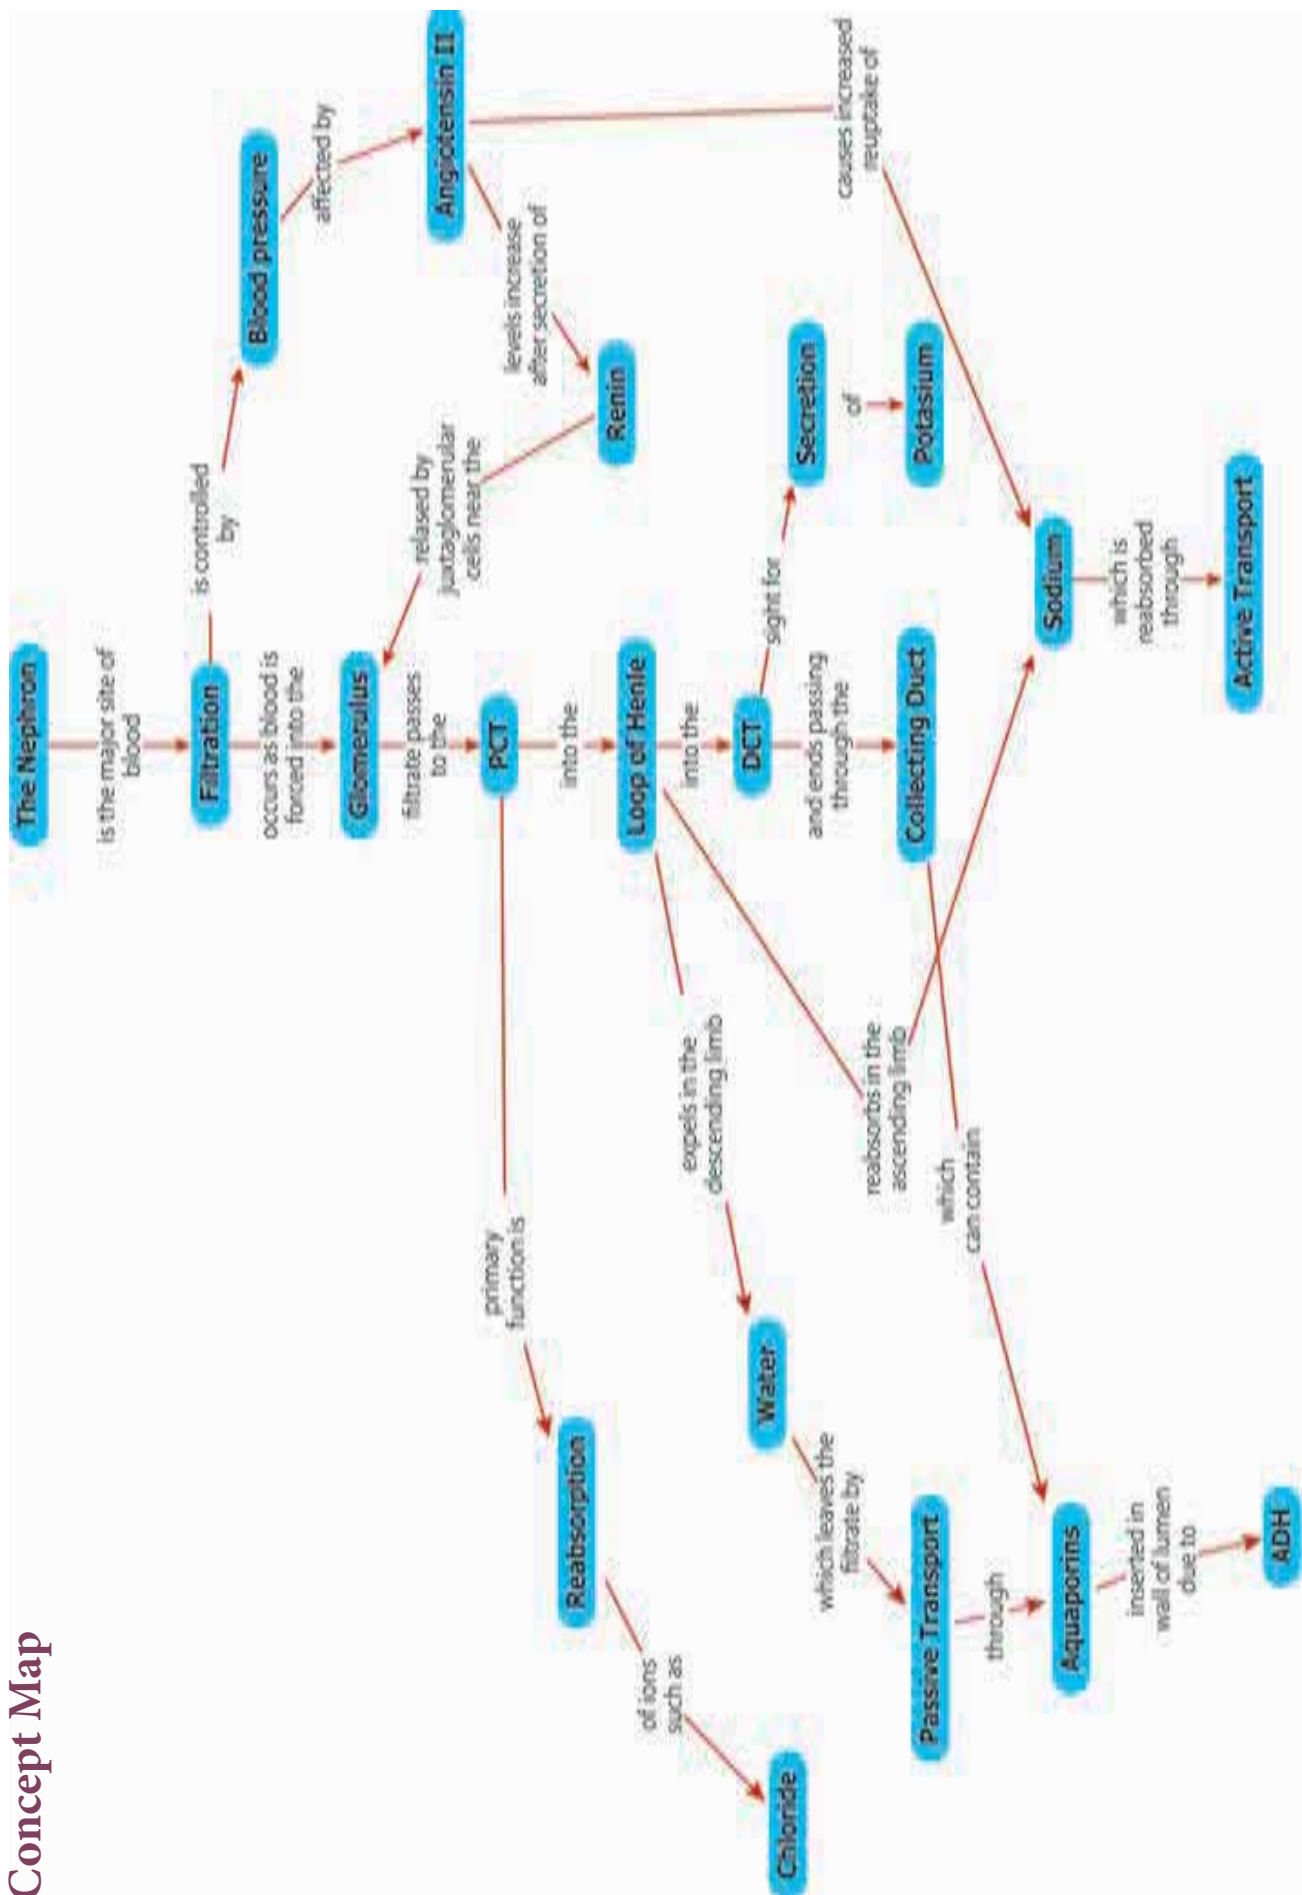 Concept Map
The Nephron
is the major site of
blood
Filtration
is controlled
by
Blood pressure
affected by
Angiotensin II
causes increased
reuptake of
levels increase
after secretion of
Renin
relased by
juxtaglomerular
cells near the
occurs as blood is
forced into the
Glomerulus
filtrate passes
to the
PCT
primary
function is
Reabsorption
of ions
such as
Chloride
into the
Loop of Henle
expels in the
descending limb
Water
which leaves the
filtrate by
Passive Transport
through
Aquaporins
inserted in
wall of lumen
due to
ADH
reabsorbs in the
ascending limb
into the
DCT
sight for
Secretion
of
Potasium
and ends passing
through the
Collecting Duct
which
can contain
Sodium
which is
reabsorbed
through
Active Transport